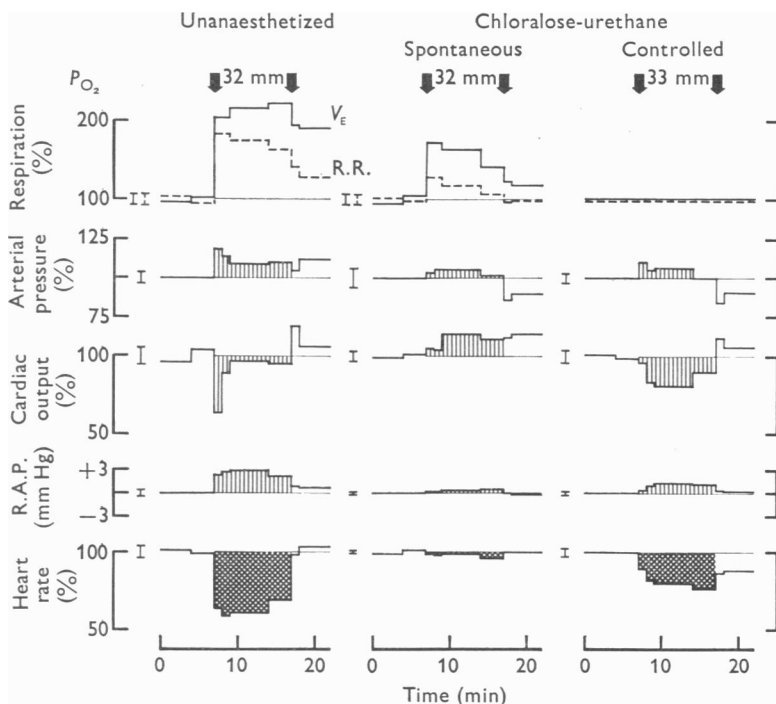 Unanaesthetized Chloralose-urethane
Spontaneous Controlled
P_O₂ 32 mm 32 mm 33 mm
200
100
Respiration
(%)
V_E
R.R.
125
75
Arterial
pressure
(%)
100
50
Cardiac
output
(%)
+3
−3
R.A.P.
(mm Hg)
100
50
Heart
rate
(%)
0 10 20 0 10 20 0 10 20
Time (min)